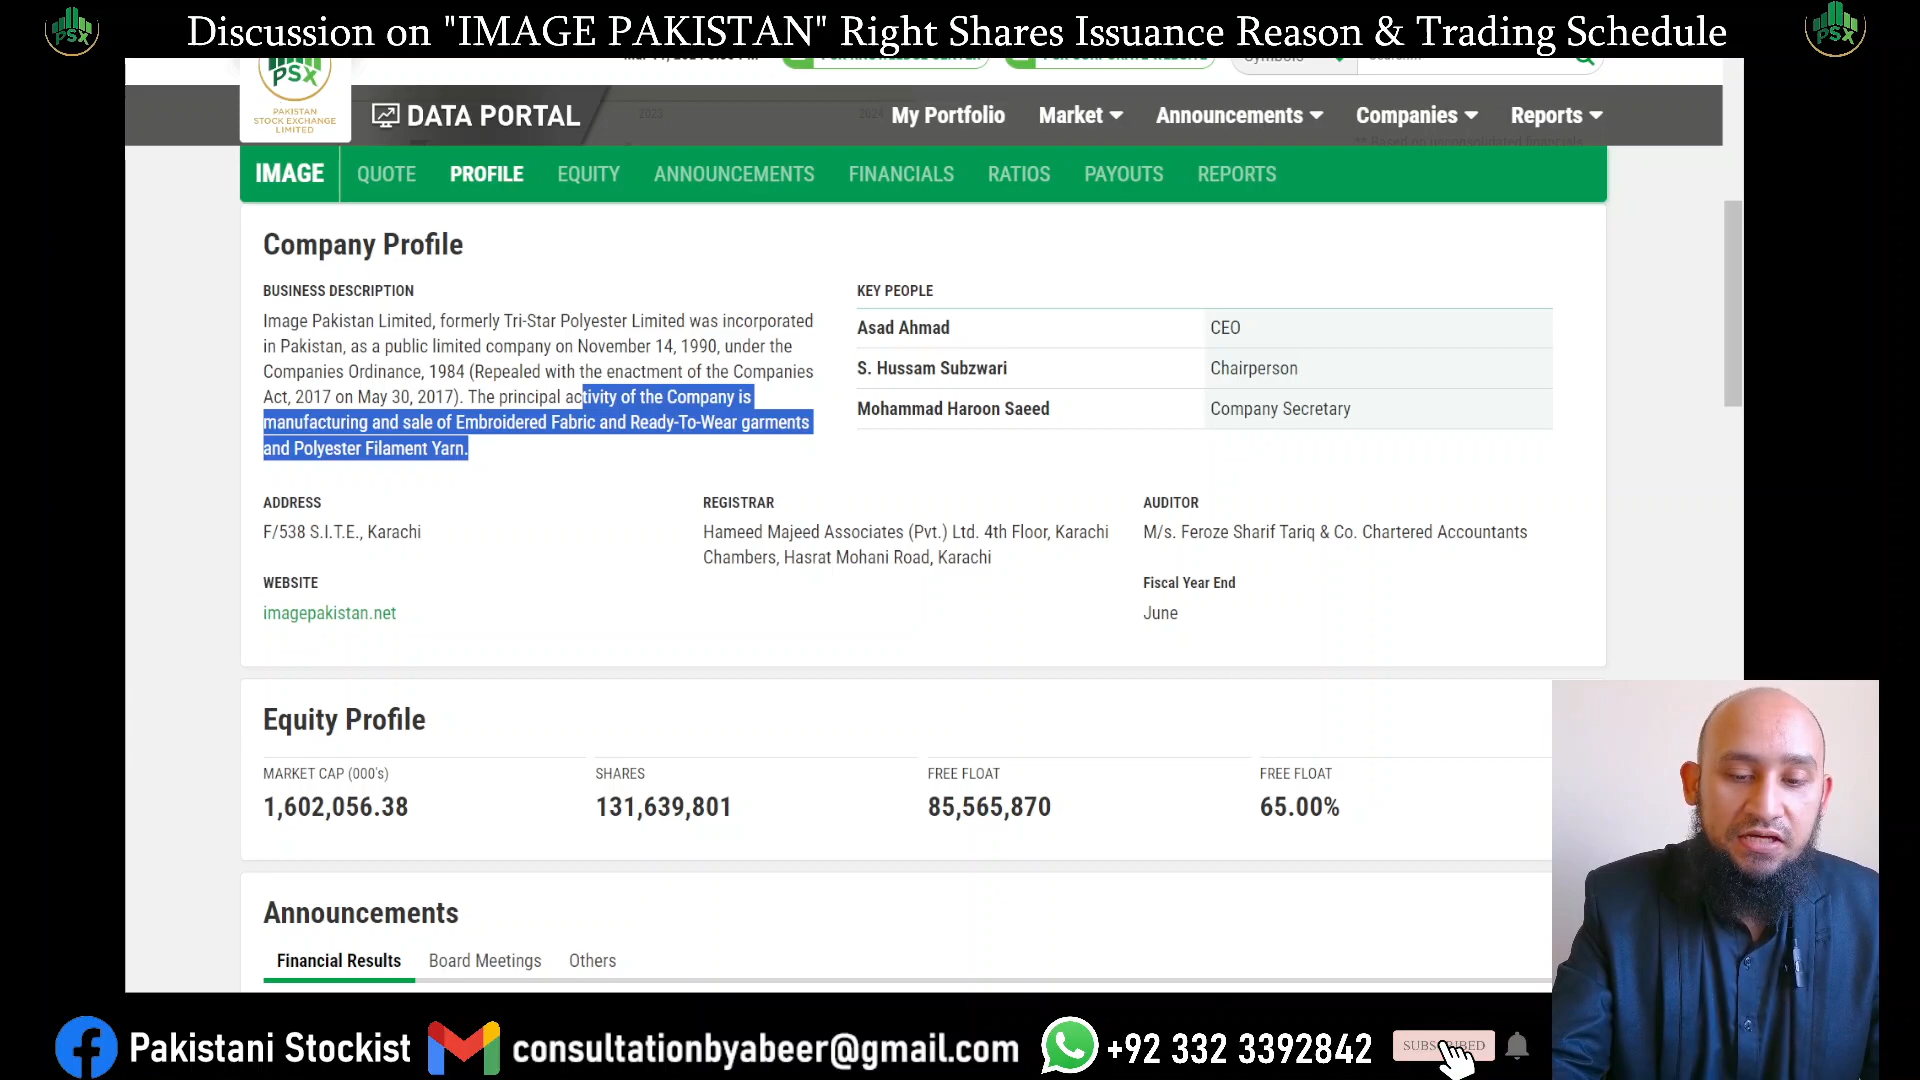 Discussion on "IMAGE PAKISTAN" Right Shares Issuance Reason & Trading Schedule
PSX
PSX
PSX
PAKISTAN
STOCK EXCHANGE
LIMITED
DATA PORTAL
2023
2024
My Portfolio
Market
Announcements
Companies
Reports
** Based on unconsolidated financials
IMAGE
QUOTE
PROFILE
EQUITY
ANNOUNCEMENTS
FINANCIALS
RATIOS
PAYOUTS
REPORTS
Company Profile
BUSINESS DESCRIPTION
Image Pakistan Limited, formerly Tri-Star Polyester Limited was incorporated
in Pakistan, as a public limited company on November 14, 1990, under the
Companies Ordinance, 1984 (Repealed with the enactment of the Companies
Act, 2017 on May 30, 2017). The principal activity of the Company is
manufacturing and sale of Embroidered Fabric and Ready-To-Wear garments
and Polyester Filament Yarn.
KEY PEOPLE
Asad Ahmad CEO
S. Hussam Subzwari Chairperson
Mohammad Haroon Saeed Company Secretary
ADDRESS
F/538 S.I.T.E., Karachi
REGISTRAR
Hameed Majeed Associates (Pvt.) Ltd. 4th Floor, Karachi
Chambers, Hasrat Mohani Road, Karachi
AUDITOR
M/s. Feroze Sharif Tariq & Co. Chartered Accountants
WEBSITE
imagepakistan.net
Fiscal Year End
June
Equity Profile
MARKET CAP (000's)
1,602,056.38
SHARES
131,639,801
FREE FLOAT
85,565,870
FREE FLOAT
65.00%
Announcements
Financial Results
Board Meetings
Others
Pakistani Stockist
consultationbyabeer@gmail.com
+92 332 3392842
SUBSCRIBED